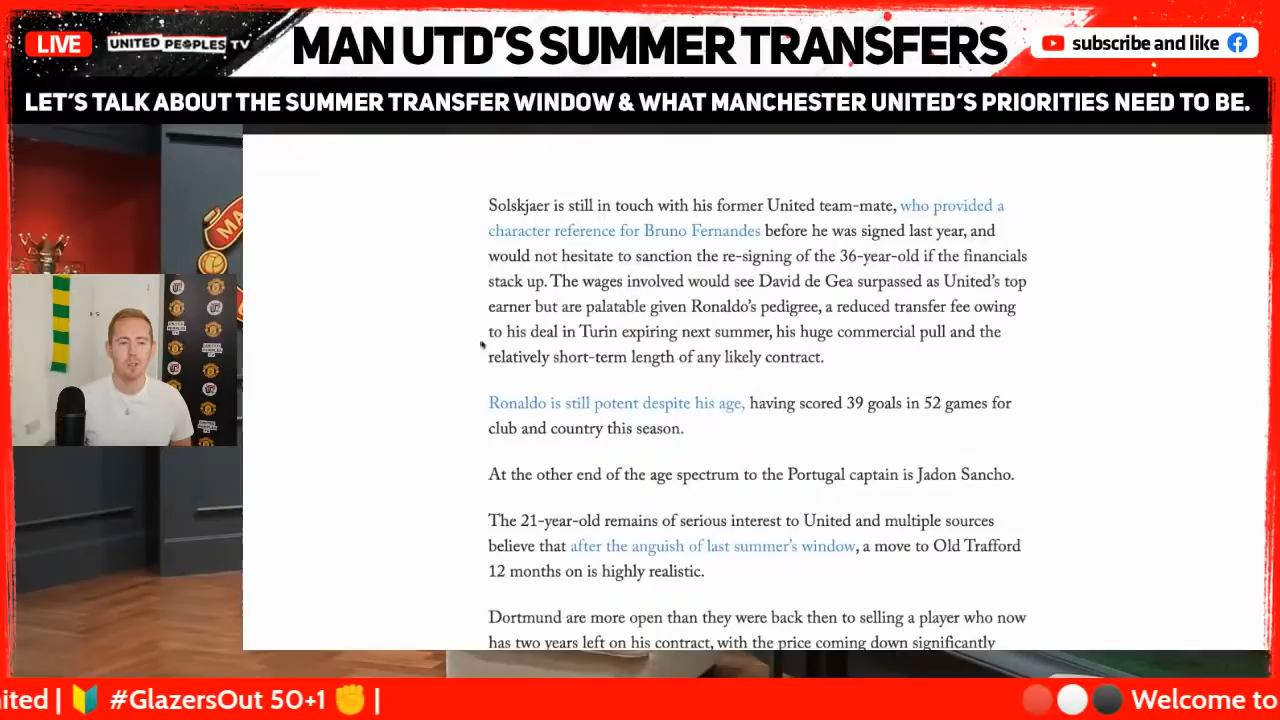 LIVE
UNITED PEOPLES TV
MAN UTD'S SUMMER TRANSFERS
subscribe and like
LET'S TALK ABOUT THE SUMMER TRANSFER WINDOW & WHAT MANCHESTER UNITED'S PRIORITIES NEED TO BE.
Solskjaer is still in touch with his former United team-mate, who provided a
character reference for Bruno Fernandes before he was signed last year, and
would not hesitate to sanction the re-signing of the 36-year-old if the financials
stack up. The wages involved would see David de Gea surpassed as United's top
earner but are palatable given Ronaldo's pedigree, a reduced transfer fee owing
to his deal in Turin expiring next summer, his huge commercial pull and the
relatively short-term length of any likely contract.
Ronaldo is still potent despite his age, having scored 39 goals in 52 games for
club and country this season.
At the other end of the age spectrum to the Portugal captain is Jadon Sancho.
The 21-year-old remains of serious interest to United and multiple sources
believe that after the anguish of last summer's window, a move to Old Trafford
12 months on is highly realistic.
Dortmund are more open than they were back then to selling a player who now
has two years left on his contract, with the price coming down significantly
ited | 🔰 #GlazersOut 50+1 ✊ |
🔴⚪⚫ Welcome to